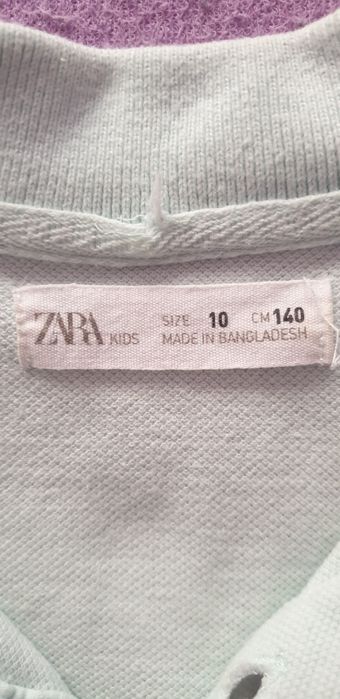 ZARA KIDS SIZE 10 CM 140
MADE IN BANGLADESH